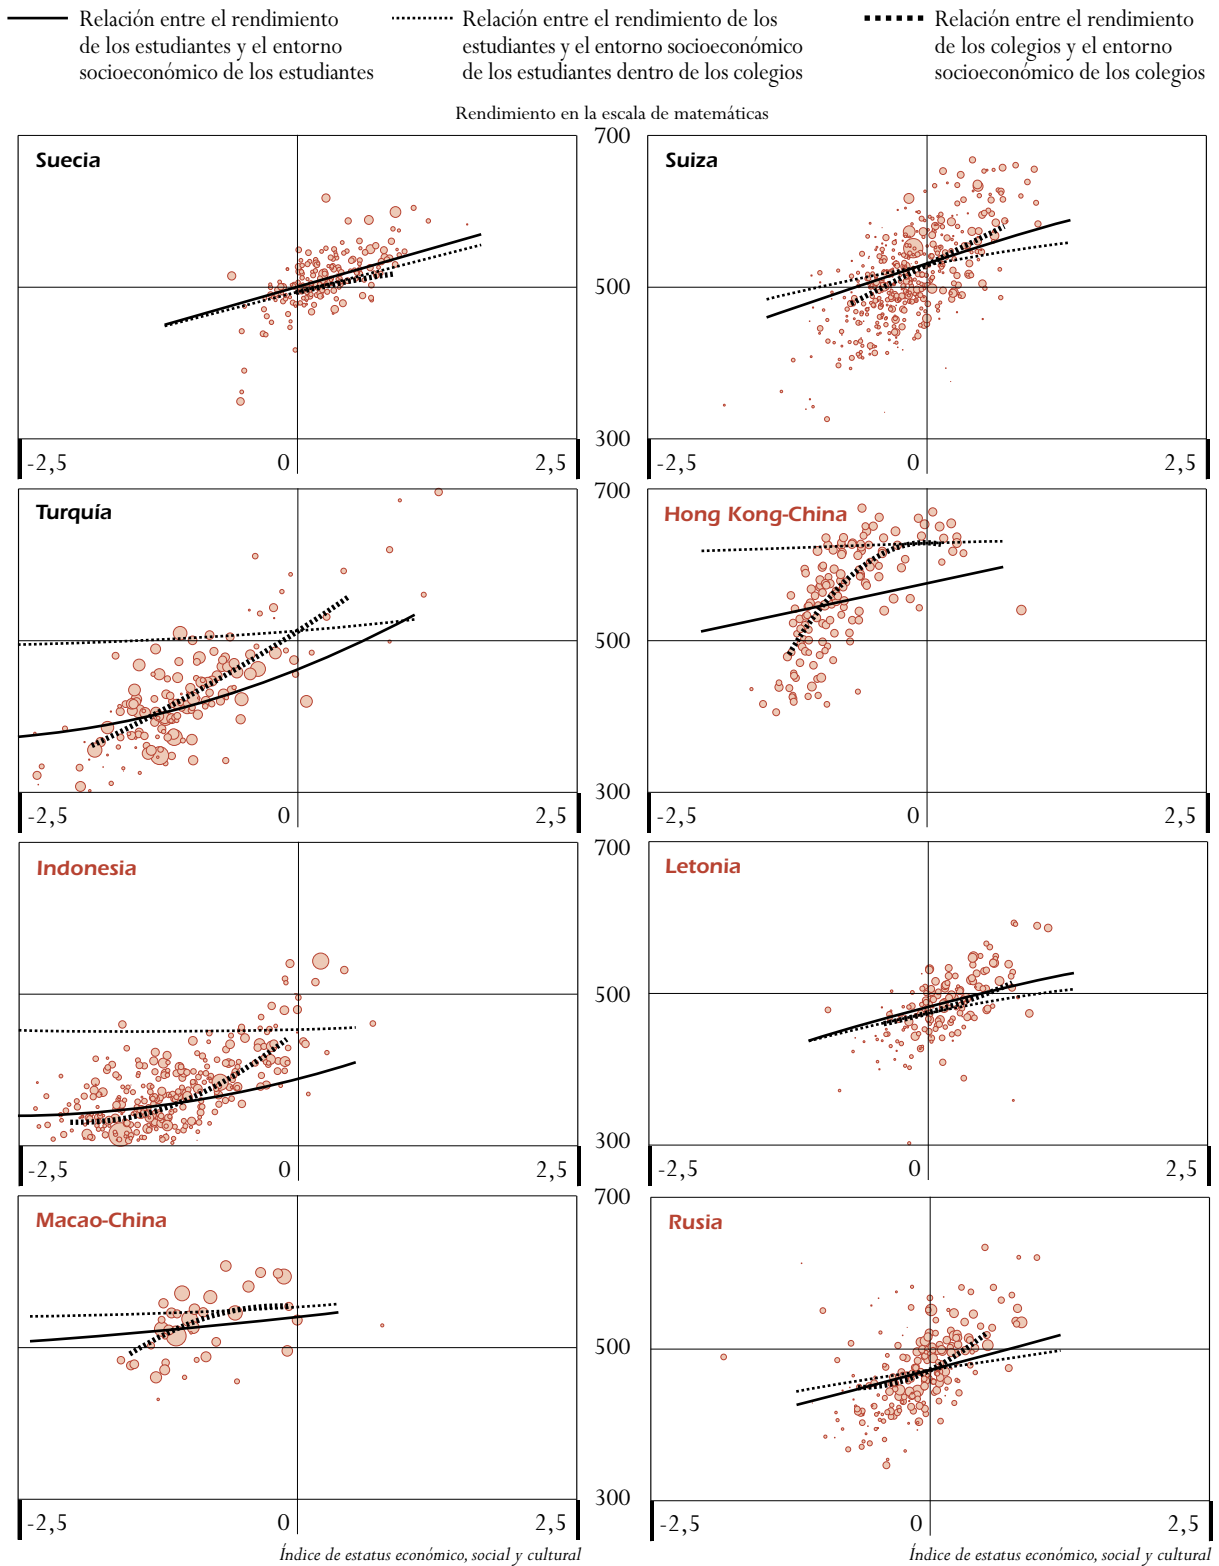 Relación entre el rendimiento
de los estudiantes y el entorno
socioeconómico de los estudiantes
Relación entre el rendimiento de los
estudiantes y el entorno socioeconómico
de los estudiantes dentro de los colegios
Relación entre el rendimiento
de los colegios y el entorno
socioeconómico de los colegios
Rendimiento en la escala de matemáticas
Suecia
700
500
300
-2,5 0 2,5
Suiza
-2,5 0 2,5
Turquía
700
500
300
-2,5 0 2,5
Hong Kong-China
-2,5 0 2,5
Indonesia
700
500
300
-2,5 0 2,5
Letonia
-2,5 0 2,5
Macao-China
700
500
300
-2,5 0 2,5
Rusia
-2,5 0 2,5
Índice de estatus económico, social y cultural
Índice de estatus económico, social y cultural